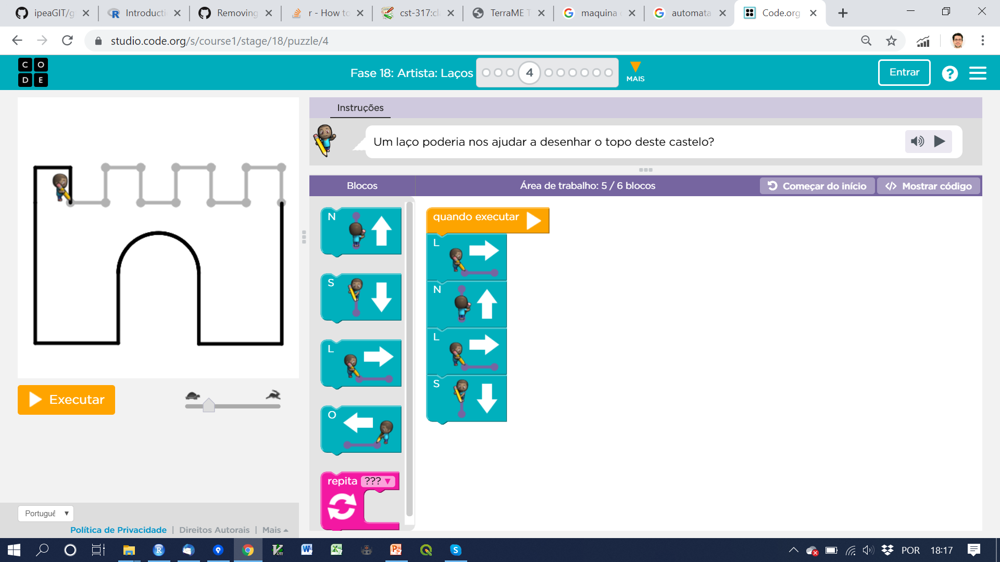 ipeaGIT/g
Introducti
Removing
r - How to
cst-317:cl
TerraME T
maquina
automata
Code.org
studio.code.org/s/course1/stage/18/puzzle/4
C O
D E
Fase 18: Artista: Laços
4
MAIS
Entrar
?
Instruções
Um laço poderia nos ajudar a desenhar o topo deste castelo?
Blocos
Área de trabalho: 5 / 6 blocos
Começar do início
</> Mostrar código
N
S
L
O
repita ???
quando executar
L
N
L
S
Executar
Portuguê
Política de Privacidade | Direitos Autorais | Mais
POR
18:17